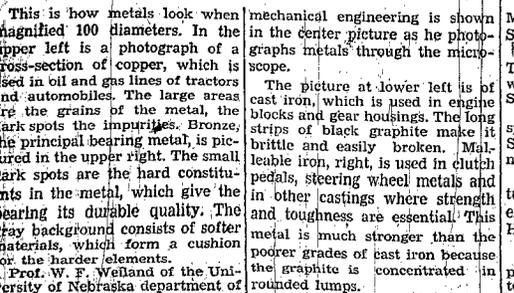 This is how metals look when
magnified 100 diameters. In the
upper left is a photograph of a
cross-section of copper, which is
used in oil and gas lines of tractors
and automobiles. The large areas
are the grains of the metal, the
dark spots the impurities. Bronze,
the principal bearing metal, is pic-
tured in the upper right. The small
dark spots are the hard constitu-
ents in the metal, which give the
bearing its durable quality. The
gray background consists of softer
materials, which form a cushion
for the harder elements.
Prof. W. F. Weiland of the Uni-
versity of Nebraska department of
mechanical engineering is shown
in the center picture as he photo-
graphs metals through the micro-
scope.
The picture at lower left is of
cast iron, which is used in engine
blocks and gear housings. The long
strips of black graphite make it
brittle and easily broken. Mal-
leable iron, right, is used in clutch
pedals, steering wheel metals and
in other castings where strength
and toughness are essential. This
metal is much stronger than the
poorer grades of cast iron because
the graphite is concentrated in
rounded lumps.